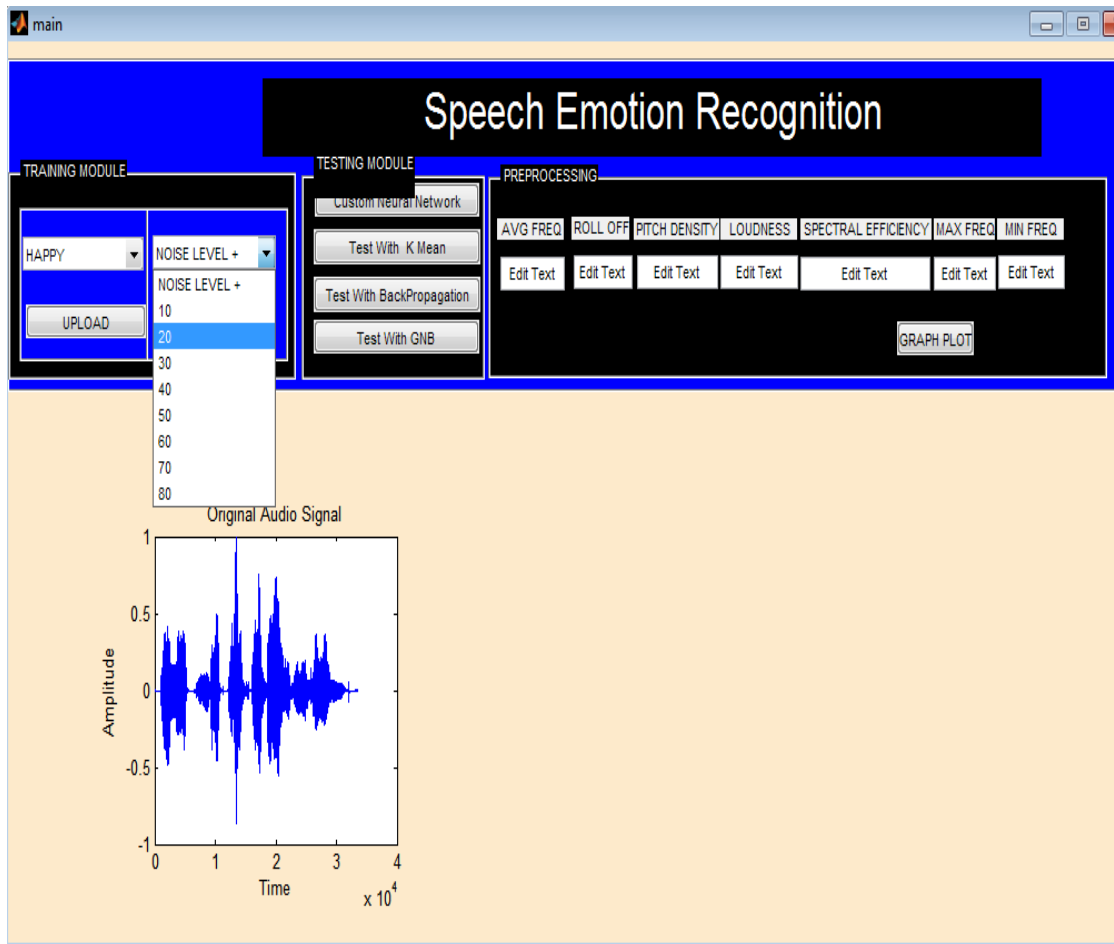 main
Speech Emotion Recognition
TRAINING MODULE
HAPPY
NOISE LEVEL +
UPLOAD
NOISE LEVEL +
10
20
30
40
50
60
70
80
TESTING MODULE
Custom Neural Network
Test With K Mean
Test With BackPropagation
Test With GNB
PREPROCESSING
AVG FREQ ROLL OFF PITCH DENSITY LOUDNESS SPECTRAL EFFICIENCY MAX FREQ MIN FREQ
Edit Text Edit Text Edit Text Edit Text Edit Text Edit Text Edit Text
GRAPH PLOT
Original Audio Signal
1
0.5
0
-0.5
-1
Amplitude
0 1 2 3 4
Time
x 10^4